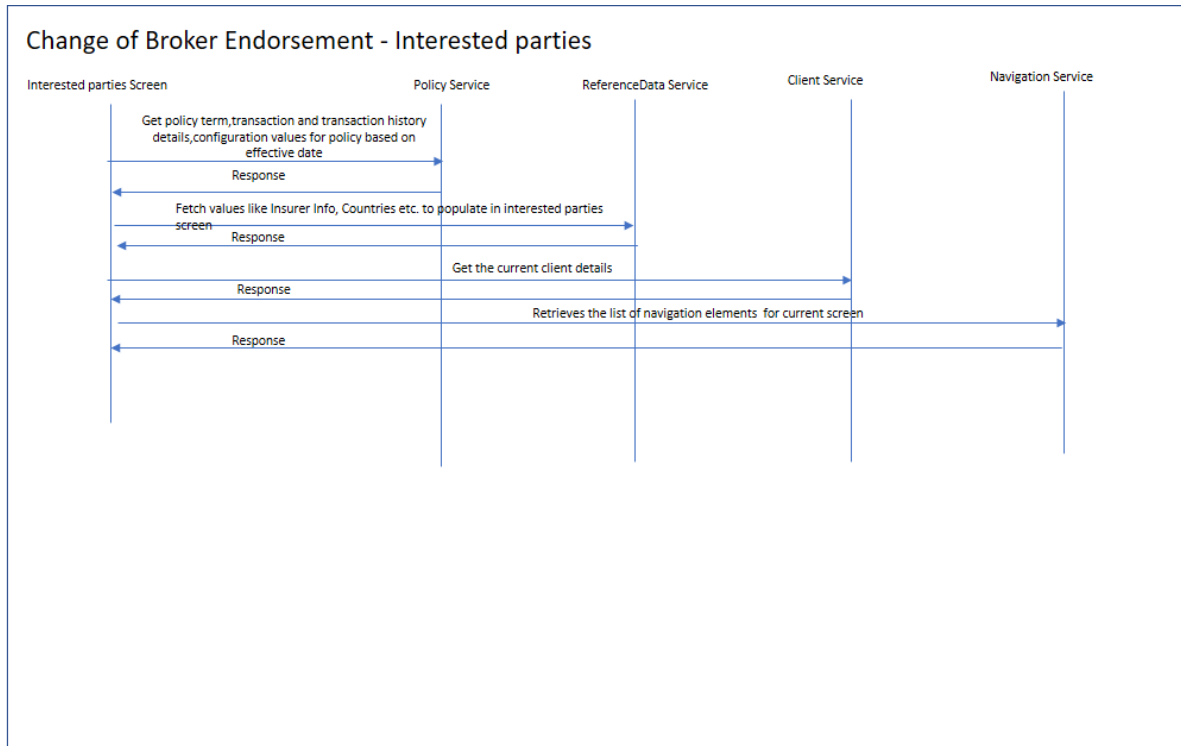 Change of Broker Endorsement - Interested parties
Interested parties Screen
Policy Service
ReferenceData Service
Client Service
Navigation Service
Get policy term,transaction and transaction history
details,configuration values for policy based on
effective date
Response
Fetch values like Insurer Info, Countries etc. to populate in interested parties
screen
Response
Get the current client details
Response
Retrieves the list of navigation elements  for current screen
Response